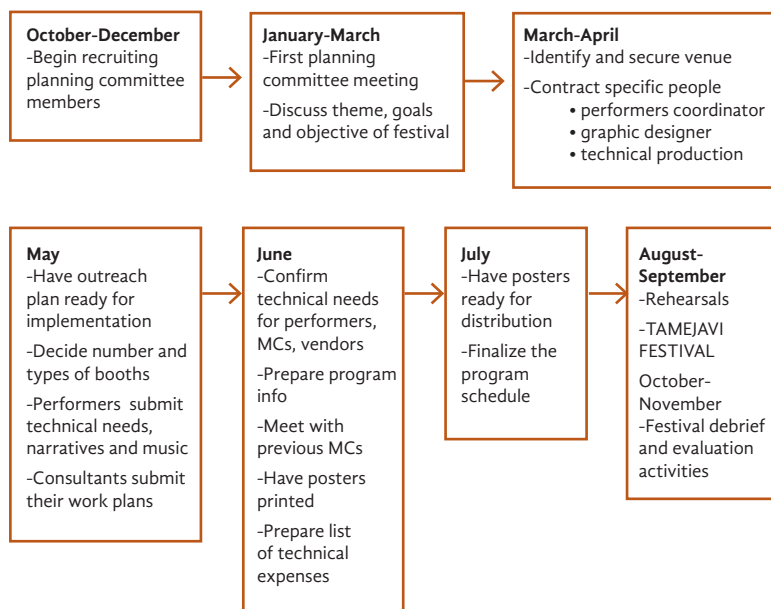 October-December
-Begin recruiting
planning committee
members
January-March
-First planning
committee meeting
-Discuss theme, goals
and objective of festival
March-April
-Identify and secure venue
-Contract specific people
• performers coordinator
• graphic designer
• technical production
May
-Have outreach
plan ready for
implementation
-Decide number and
types of booths
-Performers submit
technical needs,
narratives and music
-Consultants submit
their work plans
June
-Confirm
technical needs
for performers,
MCs, vendors
-Prepare program
info
-Meet with
previous MCs
-Have posters
printed
-Prepare list
of technical
expenses
July
-Have posters
ready for
distribution
-Finalize the
program
schedule
August-
September
-Rehearsals
-TAMEJAVI
FESTIVAL
October-
November
-Festival debrief
and evaluation
activities